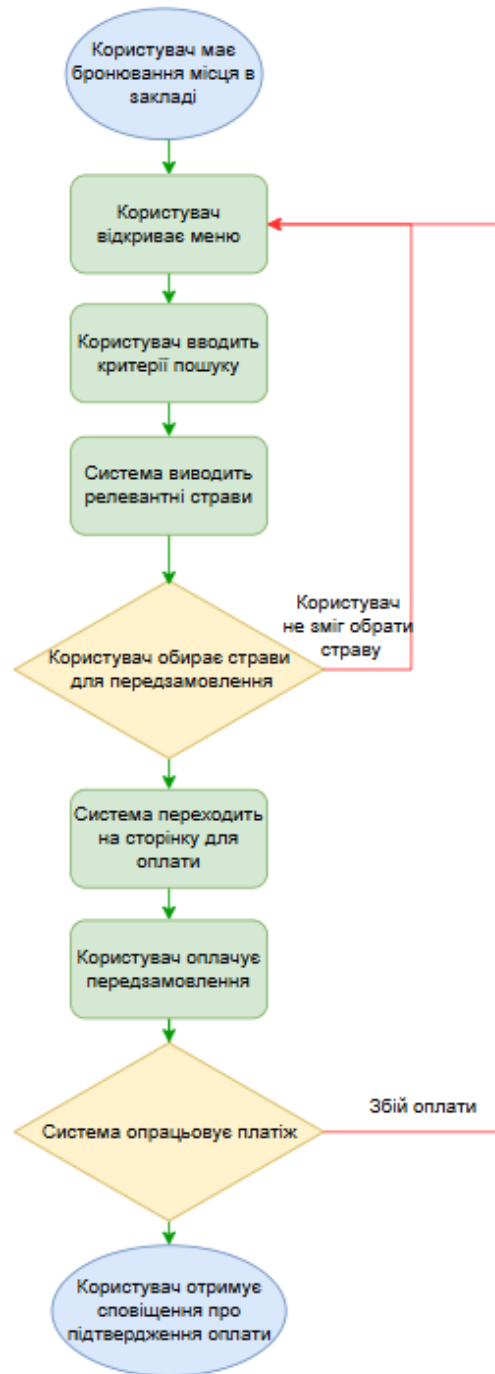 Користувач має
бронювання місця в
закладі
Користувач
відкриває меню
Користувач вводить
критерії пошуку
Система виводить
релевантні страви
Користувач
не зміг обрати
страву
Користувач обирає страви
для передзамовлення
Система переходить
на сторінку для
оплати
Користувач оплачує
передзамовлення
Збій оплати
Система опрацьовує платіж
Користувач отримує
сповіщення про
підтвердження оплати